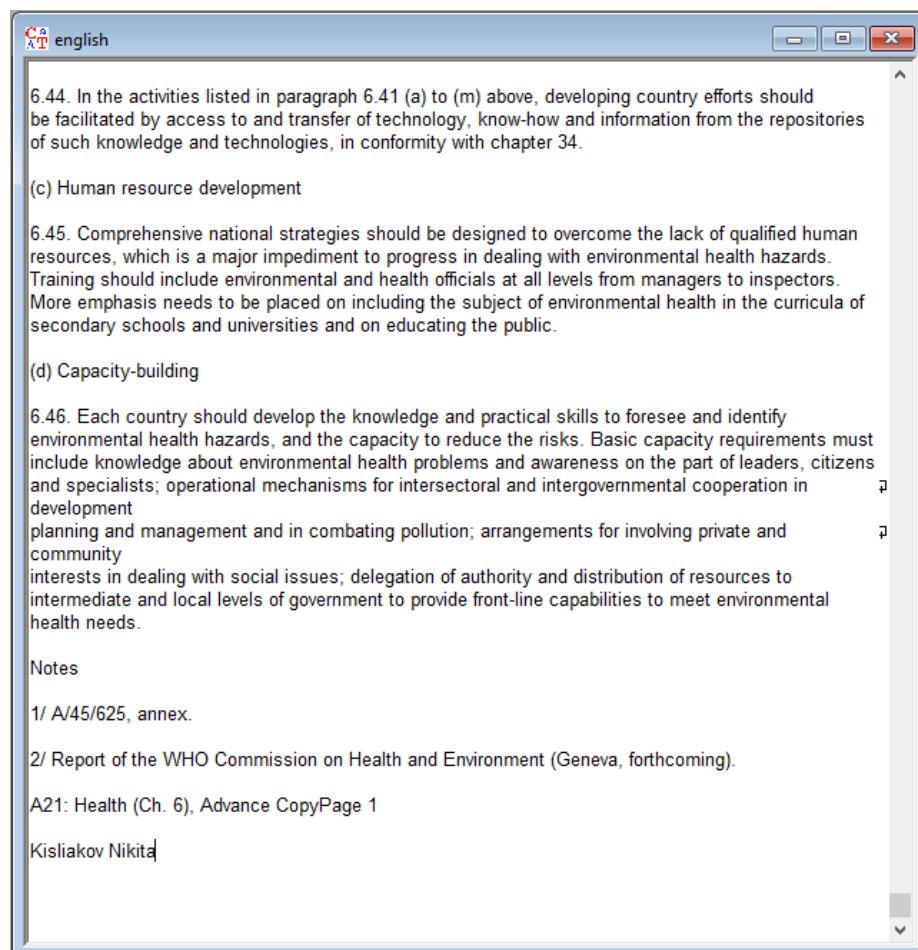 CaAT english
6.44. In the activities listed in paragraph 6.41 (a) to (m) above, developing country efforts should
be facilitated by access to and transfer of technology, know-how and information from the repositories
of such knowledge and technologies, in conformity with chapter 34.
(c) Human resource development
6.45. Comprehensive national strategies should be designed to overcome the lack of qualified human
resources, which is a major impediment to progress in dealing with environmental health hazards.
Training should include environmental and health officials at all levels from managers to inspectors.
More emphasis needs to be placed on including the subject of environmental health in the curricula of
secondary schools and universities and on educating the public.
(d) Capacity-building
6.46. Each country should develop the knowledge and practical skills to foresee and identify
environmental health hazards, and the capacity to reduce the risks. Basic capacity requirements must
include knowledge about environmental health problems and awareness on the part of leaders, citizens
and specialists; operational mechanisms for intersectoral and intergovernmental cooperation in
development
planning and management and in combating pollution; arrangements for involving private and
community
interests in dealing with social issues; delegation of authority and distribution of resources to
intermediate and local levels of government to provide front-line capabilities to meet environmental
health needs.
Notes
1/ A/45/625, annex.
2/ Report of the WHO Commission on Health and Environment (Geneva, forthcoming).
A21: Health (Ch. 6), Advance CopyPage 1
Kisliakov Nikita